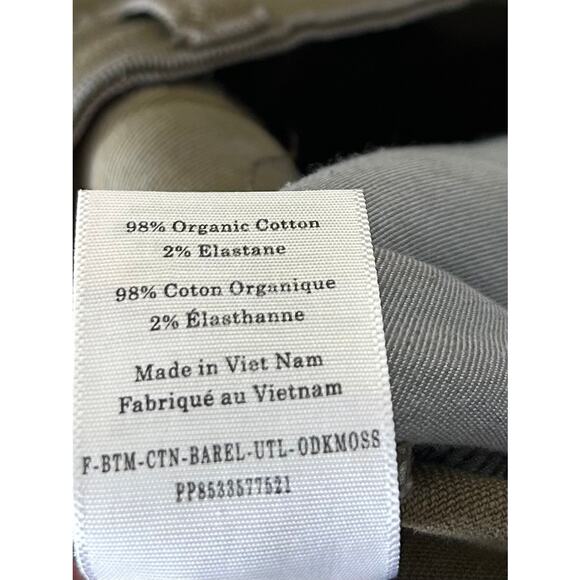 98% Organic Cotton
2% Elastane
98% Coton Organique
2% Élasthanne
Made in Viet Nam
Fabriqué au Vietnam
F-BTM-CTN-BAREL-UTL-ODKMOSS
PP8533577521